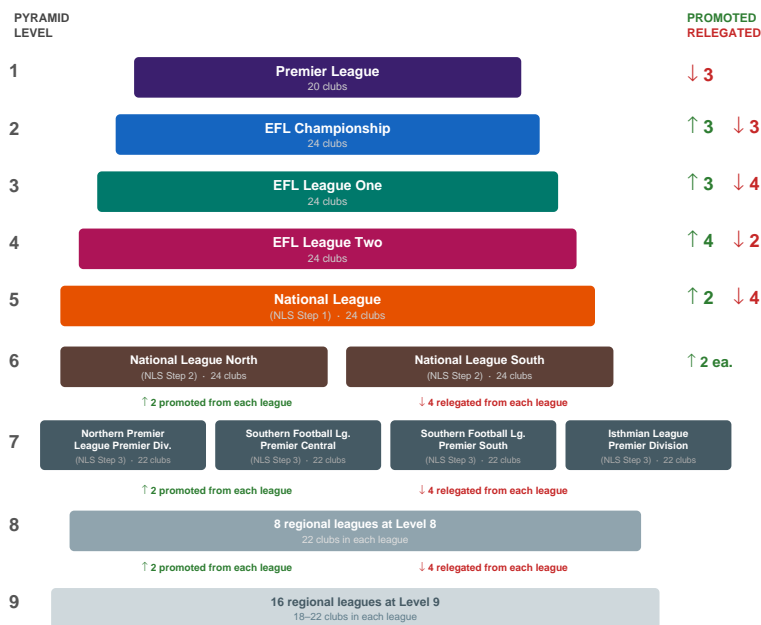 PYRAMID
LEVEL
PROMOTED
RELEGATED
1
Premier League
20 clubs
↓ 3
2
EFL Championship
24 clubs
↑ 3 ↓ 3
3
EFL League One
24 clubs
↑ 3 ↓ 4
4
EFL League Two
24 clubs
↑ 4 ↓ 2
5
National League
(NLS Step 1) · 24 clubs
↑ 2 ↓ 4
6
National League North
(NLS Step 2) · 24 clubs
National League South
(NLS Step 2) · 24 clubs
↑ 2 ea.
↑ 2 promoted from each league
↓ 4 relegated from each league
7
Northern Premier
League Premier Div.
(NLS Step 3) · 22 clubs
Southern Football Lg.
Premier Central
(NLS Step 3) · 22 clubs
Southern Football Lg.
Premier South
(NLS Step 3) · 22 clubs
Isthmian League
Premier Division
(NLS Step 3) · 22 clubs
↑ 2 promoted from each league
↓ 4 relegated from each league
8
8 regional leagues at Level 8
22 clubs in each league
↑ 2 promoted from each league
↓ 4 relegated from each league
9
16 regional leagues at Level 9
18–22 clubs in each league